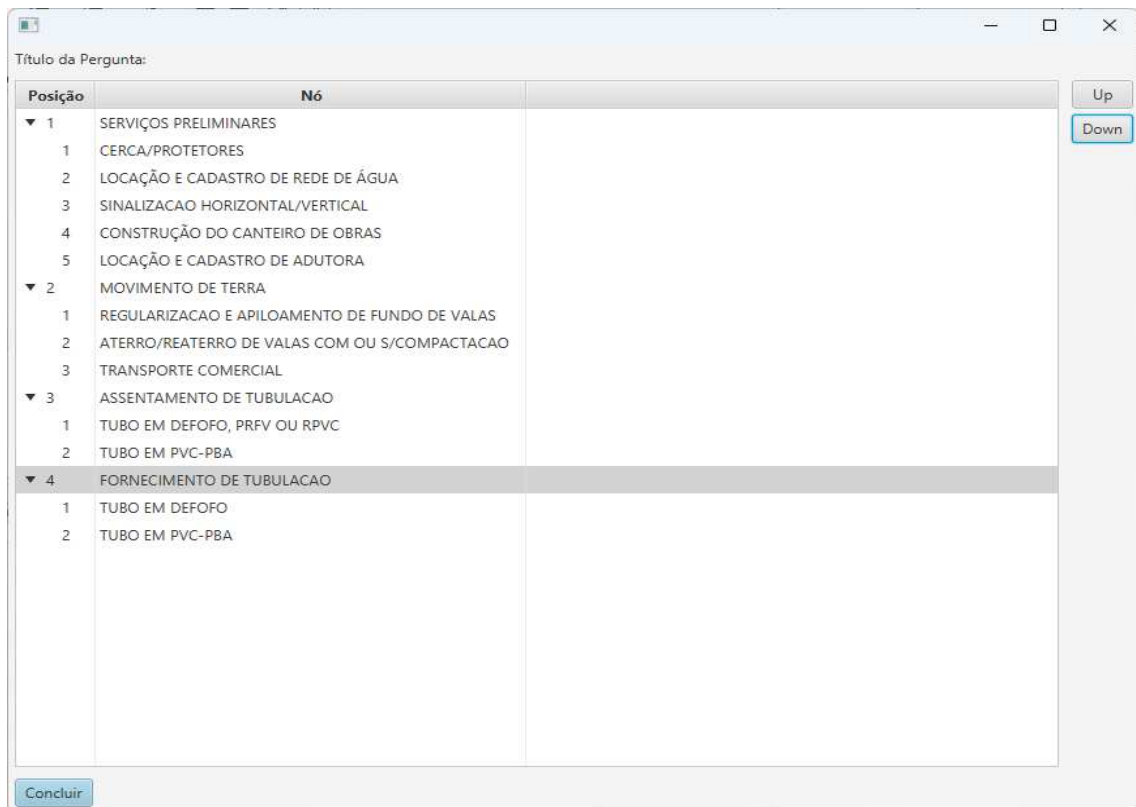 Título da Pergunta:
Posição Nó
1 SERVIÇOS PRELIMINARES
1 CERCA/PROTETORES
2 LOCAÇÃO E CADASTRO DE REDE DE ÁGUA
3 SINALIZACAO HORIZONTAL/VERTICAL
4 CONSTRUÇÃO DO CANTEIRO DE OBRAS
5 LOCAÇÃO E CADASTRO DE ADUTORA
2 MOVIMENTO DE TERRA
1 REGULARIZACAO E APILOAMENTO DE FUNDO DE VALAS
2 ATERRO/REATERRO DE VALAS COM OU S/COMPACTACAO
3 TRANSPORTE COMERCIAL
3 ASSENTAMENTO DE TUBULACAO
1 TUBO EM DEFOFO, PRFV OU RPVC
2 TUBO EM PVC-PBA
4 FORNECIMENTO DE TUBULACAO
1 TUBO EM DEFOFO
2 TUBO EM PVC-PBA
Up
Down
Concluir